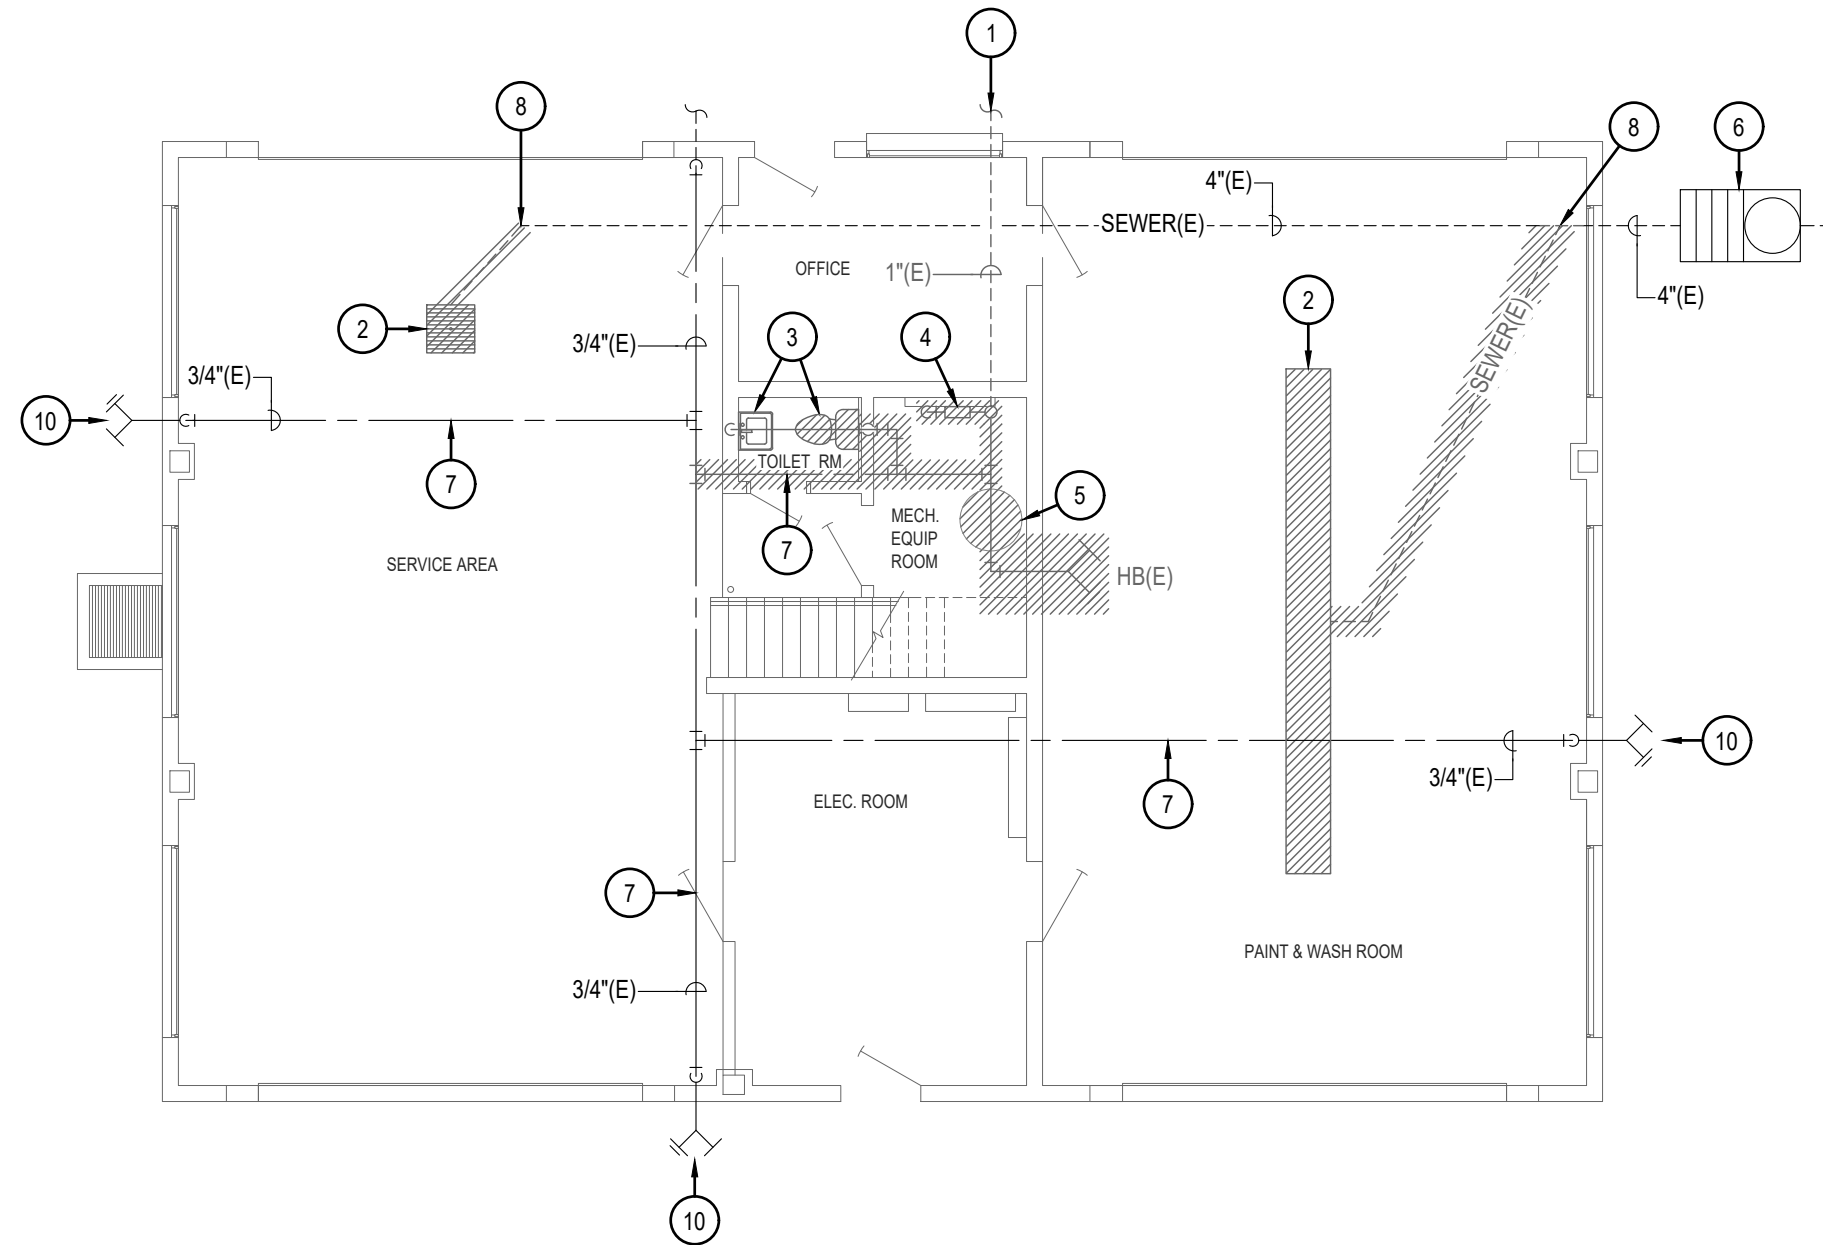 1
8
8
6
4"(E)
SEWER(E)
OFFICE
1"(E)
4"(E)
2
2
3/4"(E)
3
4
3/4"(E)
SEWER(E)
10
TOILET RM
7
5
MECH.
EQUIP
ROOM
7
SERVICE AREA
HB(E)
10
3/4"(E)
ELEC. ROOM
7
7
PAINT & WASH ROOM
3/4"(E)
10